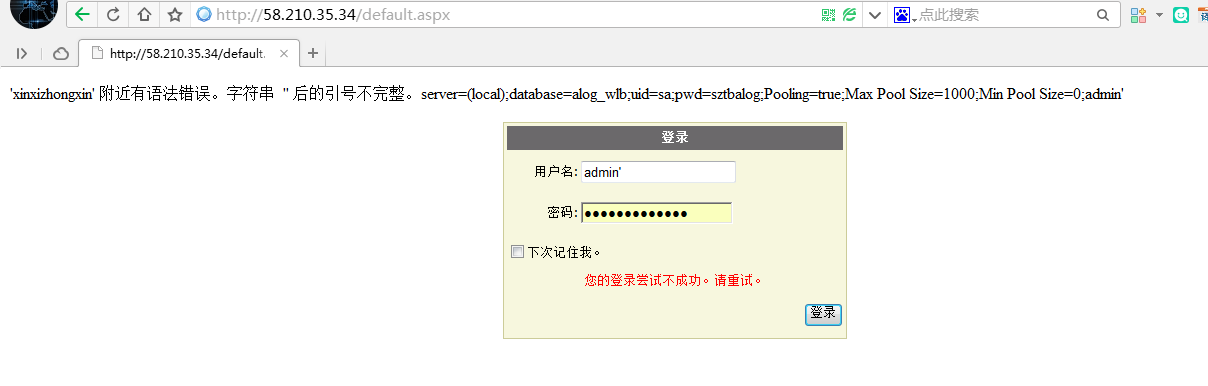 http://58.210.35.34/default.aspx
点此搜索
http://58.210.35.34/default.
'xinxizhongxin' 附近有语法错误。字符串 '' 后的引号不完整。server=(local);database=alog_wlb;uid=sa;pwd=sztbalog;Pooling=true;Max Pool Size=1000;Min Pool Size=0;admin'
登录
用户名: admin'
密码: •••••••••••••
下次记住我。
您的登录尝试不成功。请重试。
登录